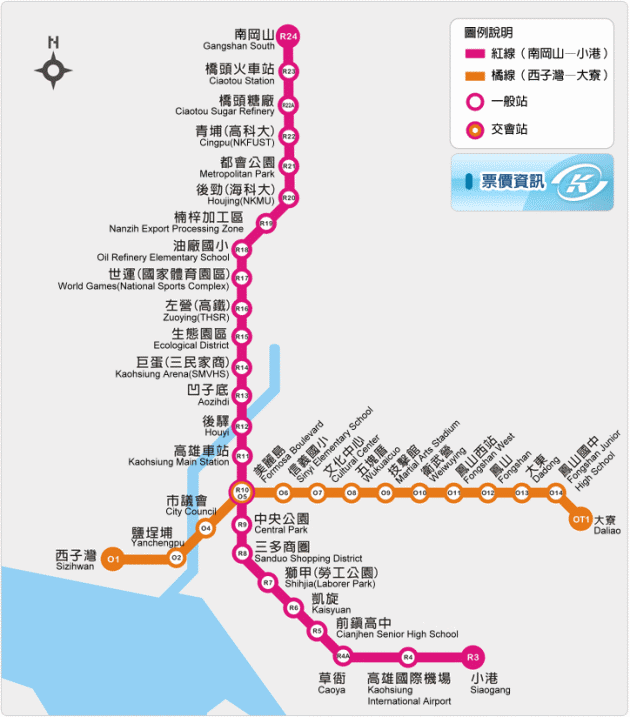 N
南岡山
Gangshan South
R24
橋頭火車站
Ciaotou Station
R23
橋頭糖廠
Ciaotou Sugar Refinery
R22A
青埔(高科大)
Cingpu(NKFUST)
R22
都會公園
Metropolitan Park
R21
後勁(海科大)
Houjing(NKMU)
R20
楠梓加工區
Nanzih Export Processing Zone
R19
油廠國小
Oil Refinery Elementary School
R18
世運(國家體育園區)
World Games(National Sports Complex)
R17
左營(高鐵)
Zuoying(THSR)
R16
生態園區
Ecological District
R15
巨蛋(三民家商)
Kaohsiung Arena(SMVHS)
R14
凹子底
Aozihdi
R13
後驛
Houyi
R12
高雄車站
Kaohsiung Main Station
R11
美麗島
Formosa Boulevard
R10
O5
中央公園
Central Park
R9
三多商圈
Sanduo Shopping District
R8
獅甲(勞工公園)
Shihjia(Laborer Park)
R7
凱旋
Kaisyuan
R6
前鎮高中
Cianjhen Senior High School
R5
草衙
Caoya
R4A
高雄國際機場
Kaohsiung
International Airport
R4
小港
Siaogang
R3
西子灣
Sizihwan
O1
鹽埕埔
Yanchengpu
O2
市議會
City Council
O4
信義國小
Sinyi Elementary School
O6
文化中心
Cultural Center
O7
五塊厝
Wukuaicuo
O8
技擊館
Martial Arts Stadium
O9
衛武營
Weiwuying
O10
鳳山西站
Fongshan West
O11
鳳山
Fongshan
O12
大東
Dadong
O13
鳳山國中
Fongshan Junior
High School
O14
大寮
Daliao
OT1
圖例說明
紅線（南岡山—小港）
橘線（西子灣—大寮）
一般站
交會站
票價資訊
K